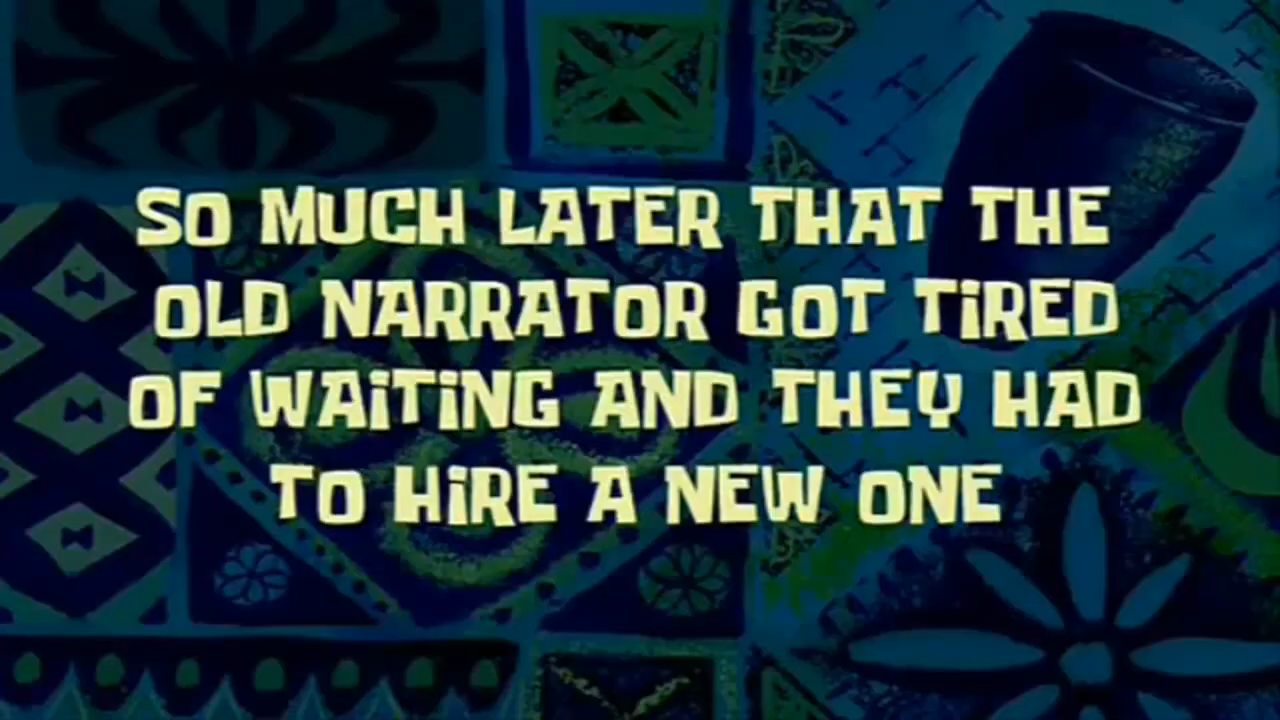 SO MUCH LATER THAT THE
OLD NARRATOR GOT TiRED
OF WAiTiNG AND THEY HAD
TO HiRE A NEW ONE